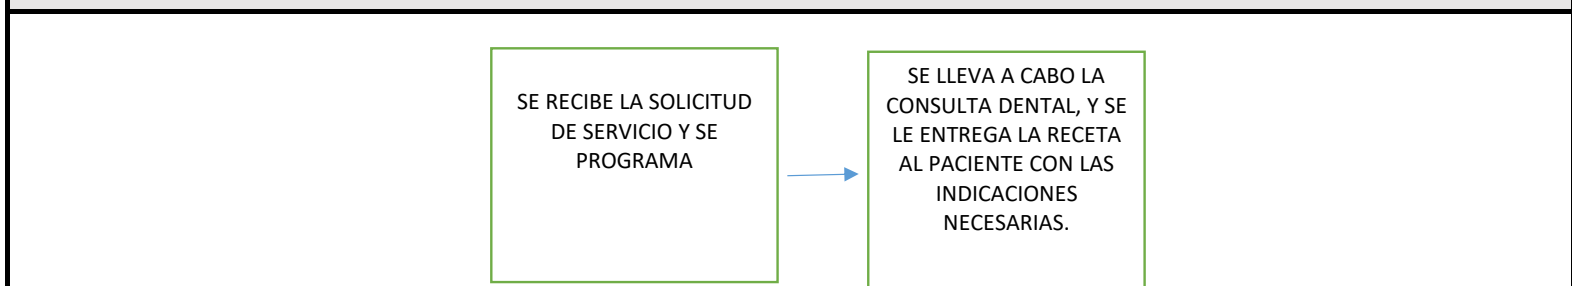 SE RECIBE LA SOLICITUD
DE SERVICIO Y SE
PROGRAMA
SE LLEVA A CABO LA
CONSULTA DENTAL, Y SE
LE ENTREGA LA RECETA
AL PACIENTE CON LAS
INDICACIONES
NECESARIAS.